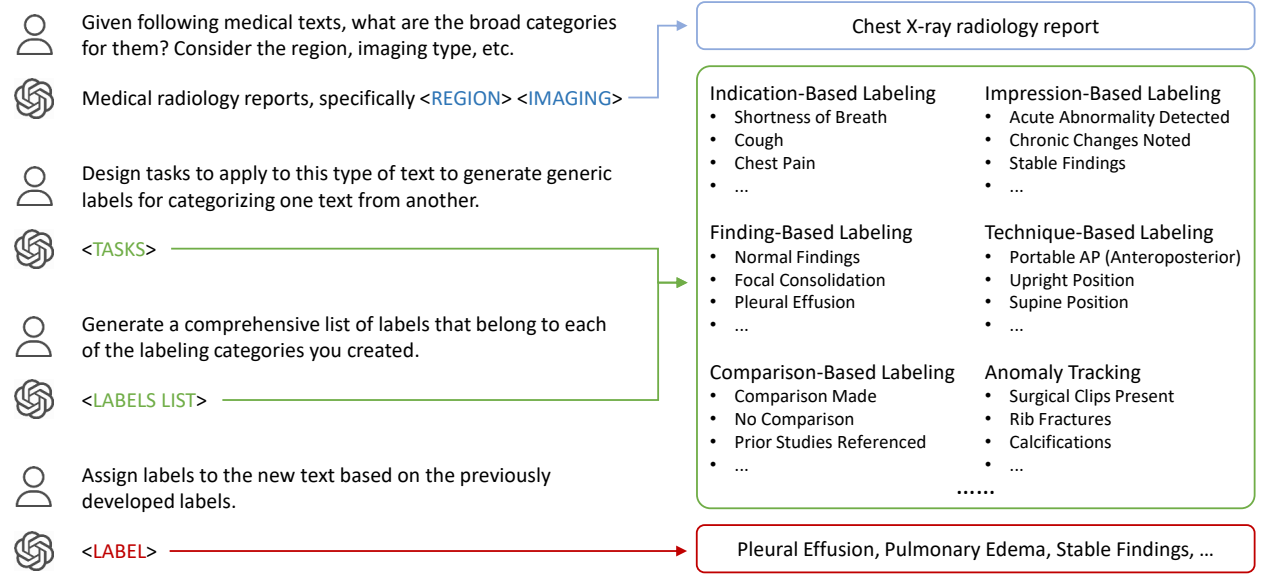 Given following medical texts, what are the broad categories
for them? Consider the region, imaging type, etc.
Medical radiology reports, specifically <REGION> <IMAGING>
Design tasks to apply to this type of text to generate generic
labels for categorizing one text from another.
<TASKS>
Generate a comprehensive list of labels that belong to each
of the labeling categories you created.
<LABELS LIST>
Assign labels to the new text based on the previously
developed labels.
<LABEL>
Chest X-ray radiology report
Indication-Based Labeling
• Shortness of Breath
• Cough
• Chest Pain
• ...
Impression-Based Labeling
• Acute Abnormality Detected
• Chronic Changes Noted
• Stable Findings
• ...
Finding-Based Labeling
• Normal Findings
• Focal Consolidation
• Pleural Effusion
• ...
Technique-Based Labeling
• Portable AP (Anteroposterior)
• Upright Position
• Supine Position
• ...
Comparison-Based Labeling
• Comparison Made
• No Comparison
• Prior Studies Referenced
• ...
Anomaly Tracking
• Surgical Clips Present
• Rib Fractures
• Calcifications
• ...
......
Pleural Effusion, Pulmonary Edema, Stable Findings, ...